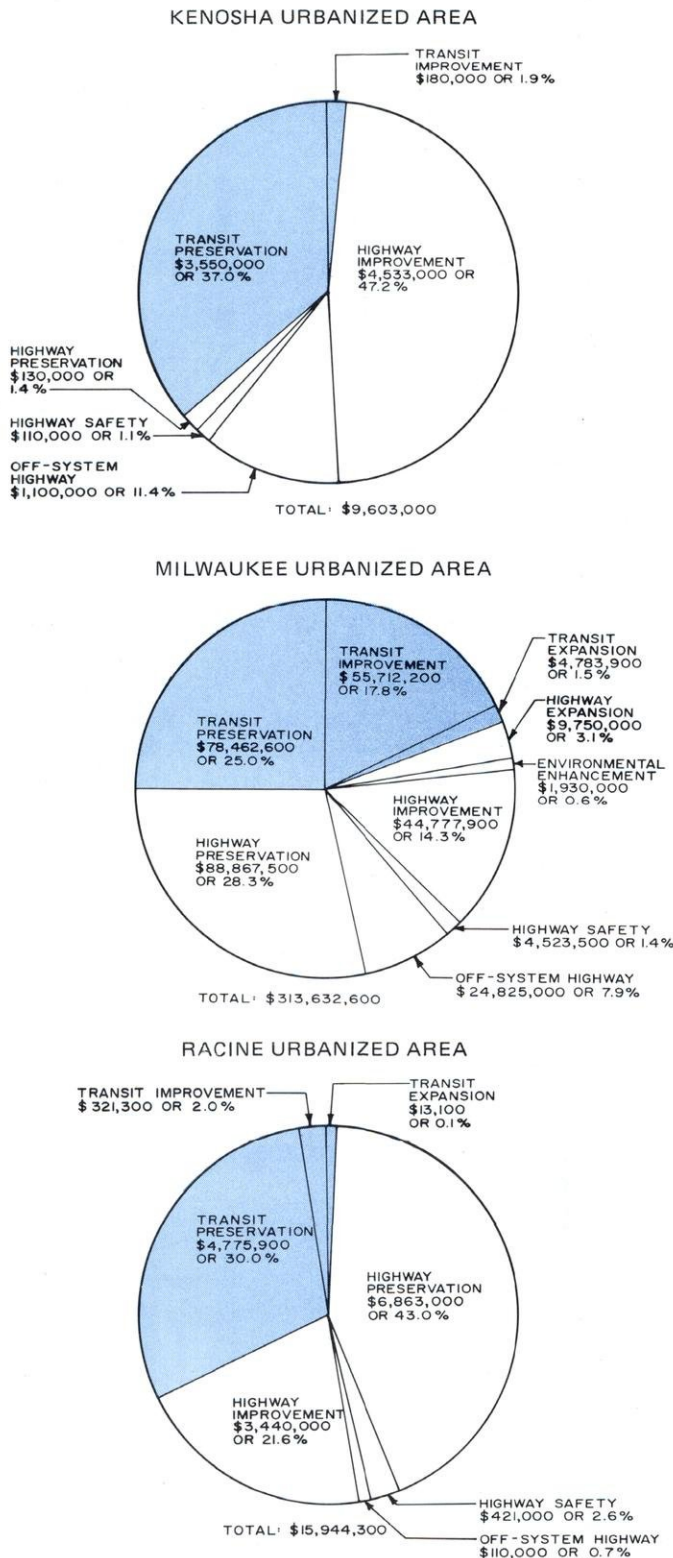 KENOSHA URBANIZED AREA
TRANSIT
IMPROVEMENT
$180,000 OR 1.9%
TRANSIT
PRESERVATION
$3,550,000
OR 37.0%
HIGHWAY
IMPROVEMENT
$4,533,000 OR
47.2%
HIGHWAY
PRESERVATION
$130,000 OR
1.4%
HIGHWAY SAFETY
$110,000 OR 1.1%
OFF-SYSTEM
HIGHWAY
$1,100,000 OR 11.4%
TOTAL: $9,603,000
MILWAUKEE URBANIZED AREA
TRANSIT
IMPROVEMENT
$55,712,200
OR 17.8%
TRANSIT
EXPANSION
$4,783,900
OR 1.5%
HIGHWAY
EXPANSION
$9,750,000
OR 3.1%
TRANSIT
PRESERVATION
$78,462,600
OR 25.0%
ENVIRONMENTAL
ENHANCEMENT
$1,930,000
OR 0.6%
HIGHWAY
IMPROVEMENT
$44,777,900
OR 14.3%
HIGHWAY
PRESERVATION
$88,867,500
OR 28.3%
HIGHWAY SAFETY
$4,523,500 OR 1.4%
OFF-SYSTEM HIGHWAY
$24,825,000 OR 7.9%
TOTAL: $313,632,600
RACINE URBANIZED AREA
TRANSIT IMPROVEMENT
$321,300 OR 2.0%
TRANSIT
EXPANSION
$13,100
OR 0.1%
TRANSIT
PRESERVATION
$4,775,900
OR 30.0%
HIGHWAY
PRESERVATION
$6,863,000
OR 43.0%
HIGHWAY
IMPROVEMENT
$3,440,000
OR 21.6%
HIGHWAY SAFETY
$421,000 OR 2.6%
OFF-SYSTEM HIGHWAY
$110,000 OR 0.7%
TOTAL: $15,944,300